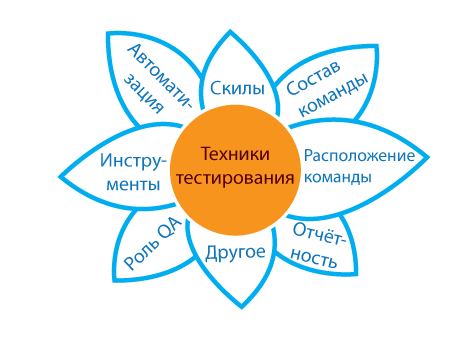 Автомати-
зация
Скилы
Состав
команды
Инстру-
менты
Техники
тестирования
Расположение
команды
Роль QA
Другое
Отчёт-
ность